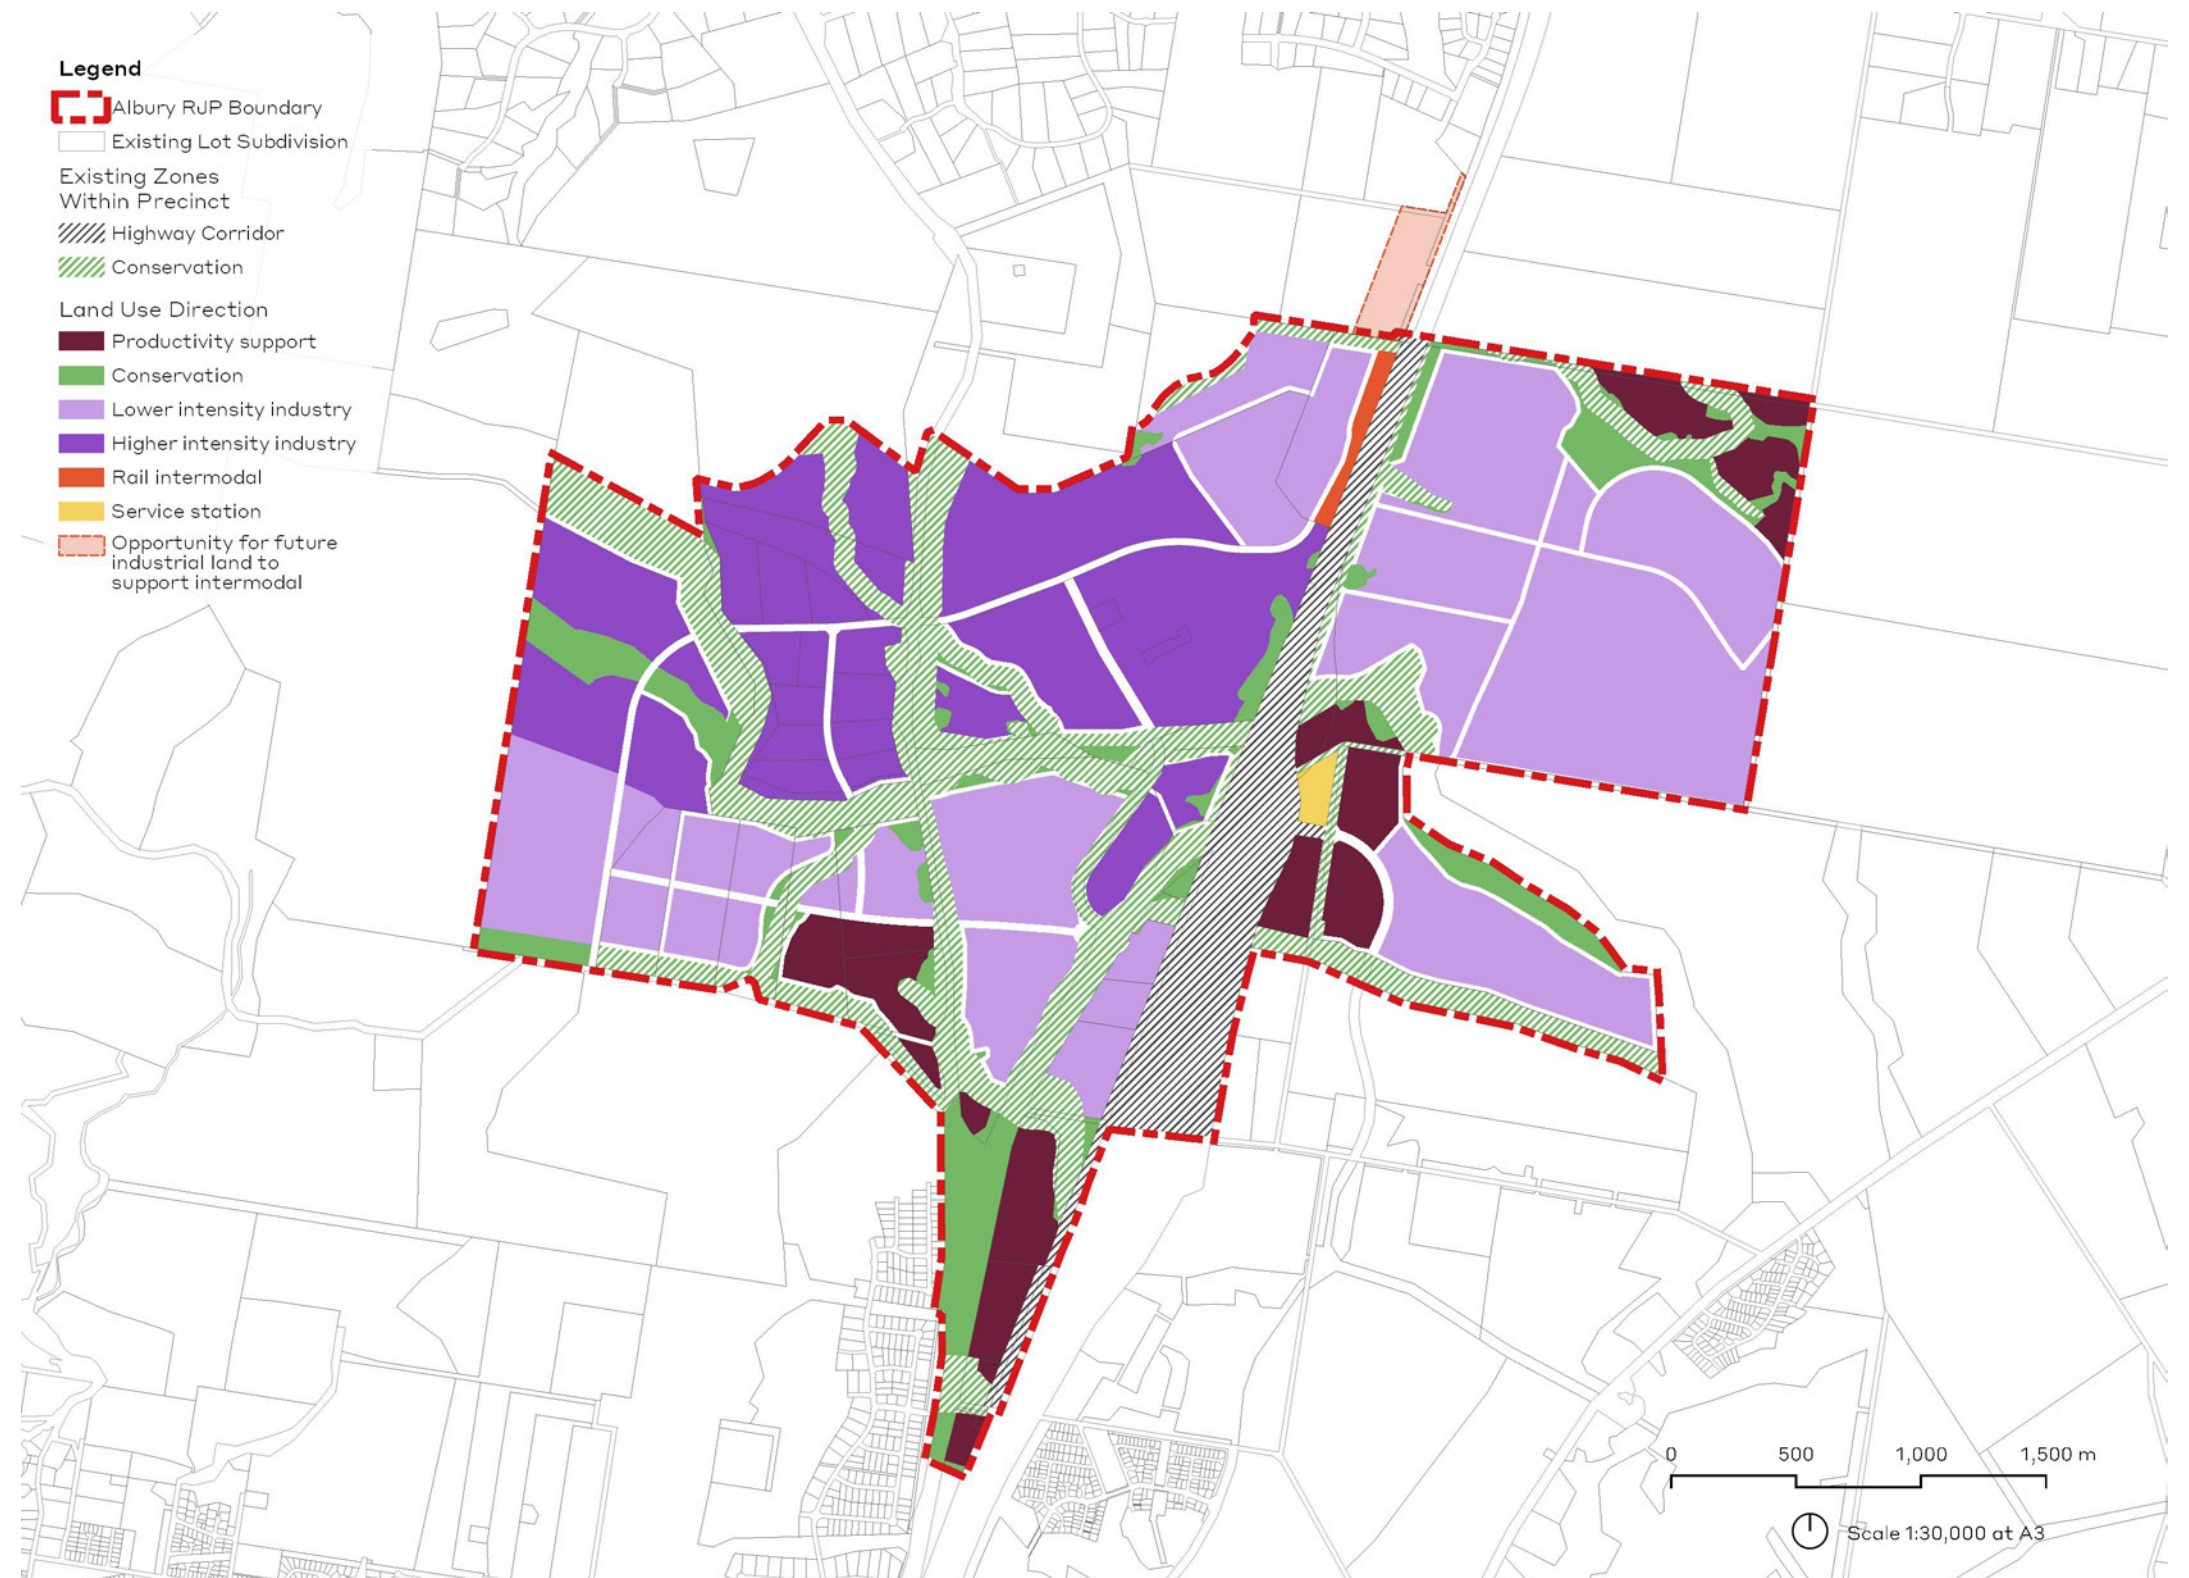 Legend
Albury RJP Boundary
Existing Lot Subdivision
Existing Zones
Within Precinct
Highway Corridor
Conservation
Land Use Direction
Productivity support
Conservation
Lower intensity industry
Higher intensity industry
Rail intermodal
Service station
Opportunity for future
industrial land to
support intermodal
0 500 1,000 1,500 m
Scale 1:30,000 at A3